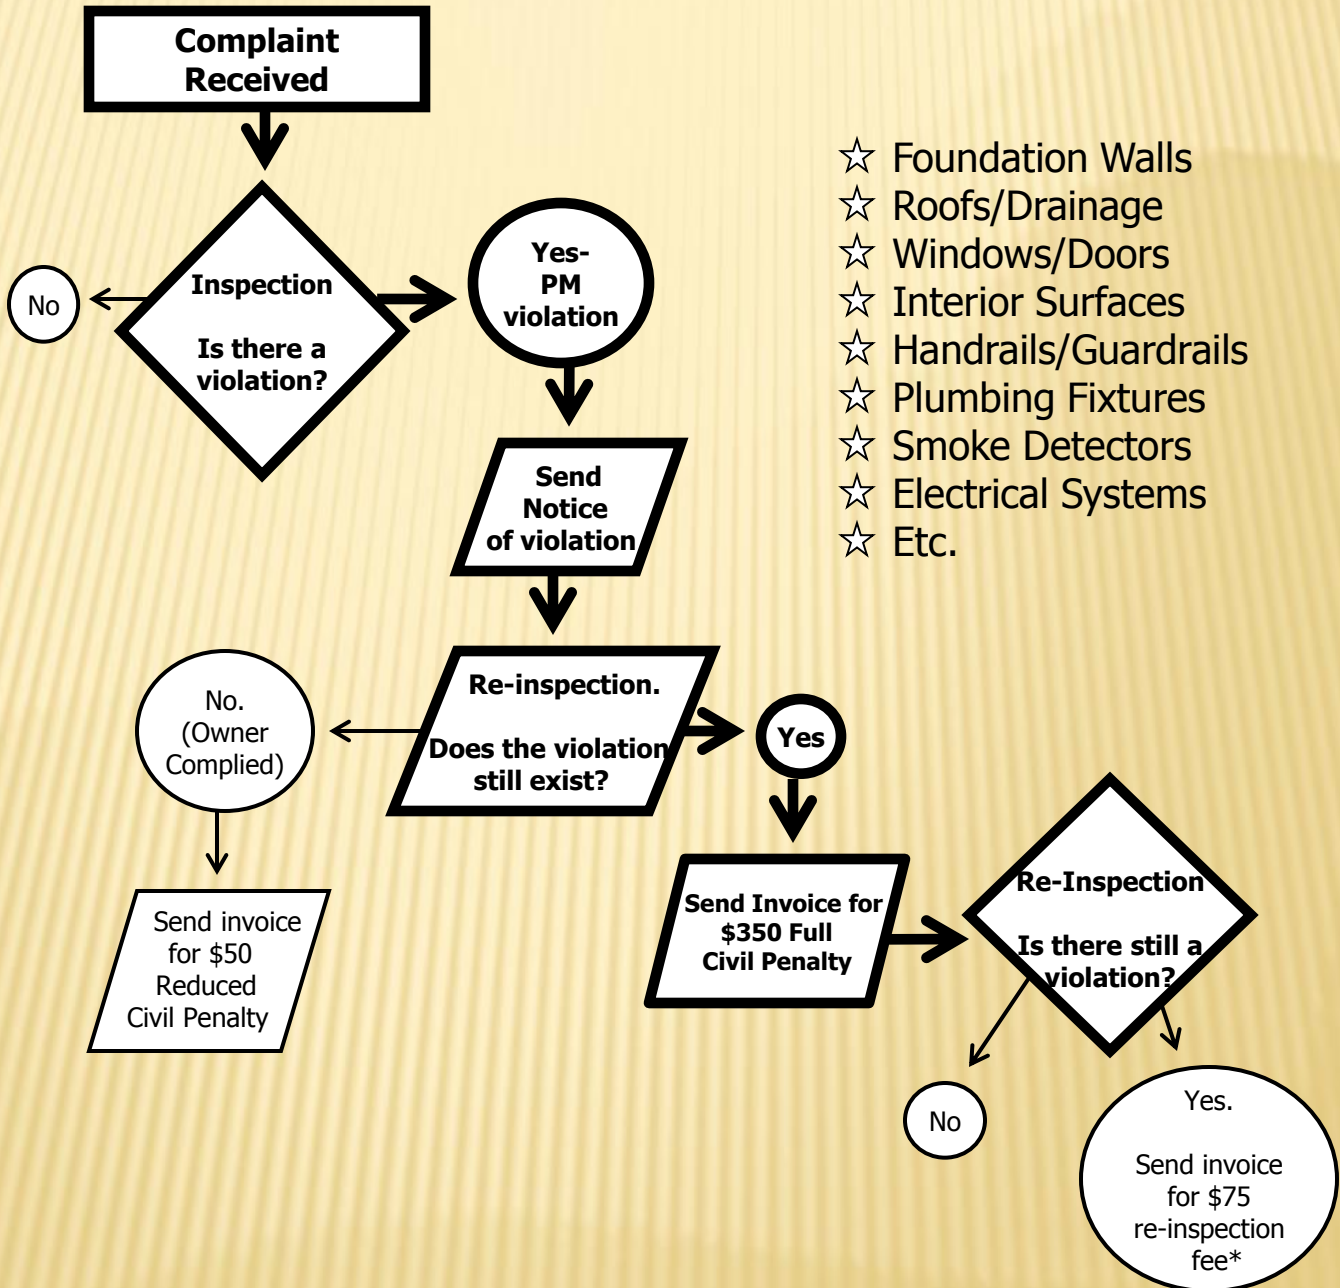 Complaint
Received
Inspection
Is there a
violation?
No
Yes-
PM
violation
Send
Notice
of violation
Re-inspection.
Does the violation
still exist?
No.
(Owner
Complied)
Send invoice
for $50
Reduced
Civil Penalty
Yes
Send Invoice for
$350 Full
Civil Penalty
Re-Inspection
Is there still a
violation?
No
Yes.
Send invoice
for $75
re-inspection
fee*
☆ Foundation Walls
☆ Roofs/Drainage
☆ Windows/Doors
☆ Interior Surfaces
☆ Handrails/Guardrails
☆ Plumbing Fixtures
☆ Smoke Detectors
☆ Electrical Systems
☆ Etc.